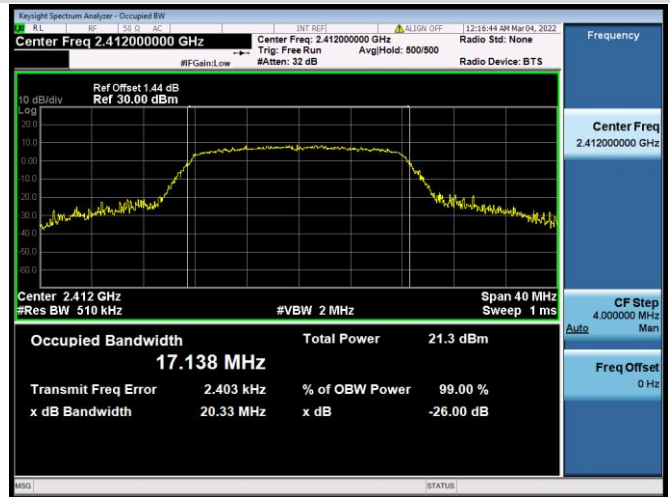 Keysight Spectrum Analyzer - Occupied BW
RL RF 50 Ω AC INT REF ALIGN OFF 12:16:44 AM Mar 04, 2022
Center Freq 2.412000000 GHz
Center Freq: 2.412000000 GHz
Radio Std: None
Trig: Free Run Avg|Hold: 500/500
#IFGain:Low
#Atten: 32 dB
Radio Device: BTS
Ref Offset 1.44 dB
10 dB/div Ref 30.00 dBm
Log
20.0
10.0
0.00
-10.0
-20.0
-30.0
-40.0
-50.0
-60.0
Center 2.412 GHz
Span 40 MHz
#Res BW 510 kHz
#VBW 2 MHz
Sweep 1 ms
Occupied Bandwidth
Total Power 21.3 dBm
17.138 MHz
Transmit Freq Error 2.403 kHz
% of OBW Power 99.00 %
x dB Bandwidth 20.33 MHz
x dB -26.00 dB
Frequency
Center Freq
2.412000000 GHz
CF Step
4.000000 MHz
Auto Man
Freq Offset
0 Hz
MSG
STATUS